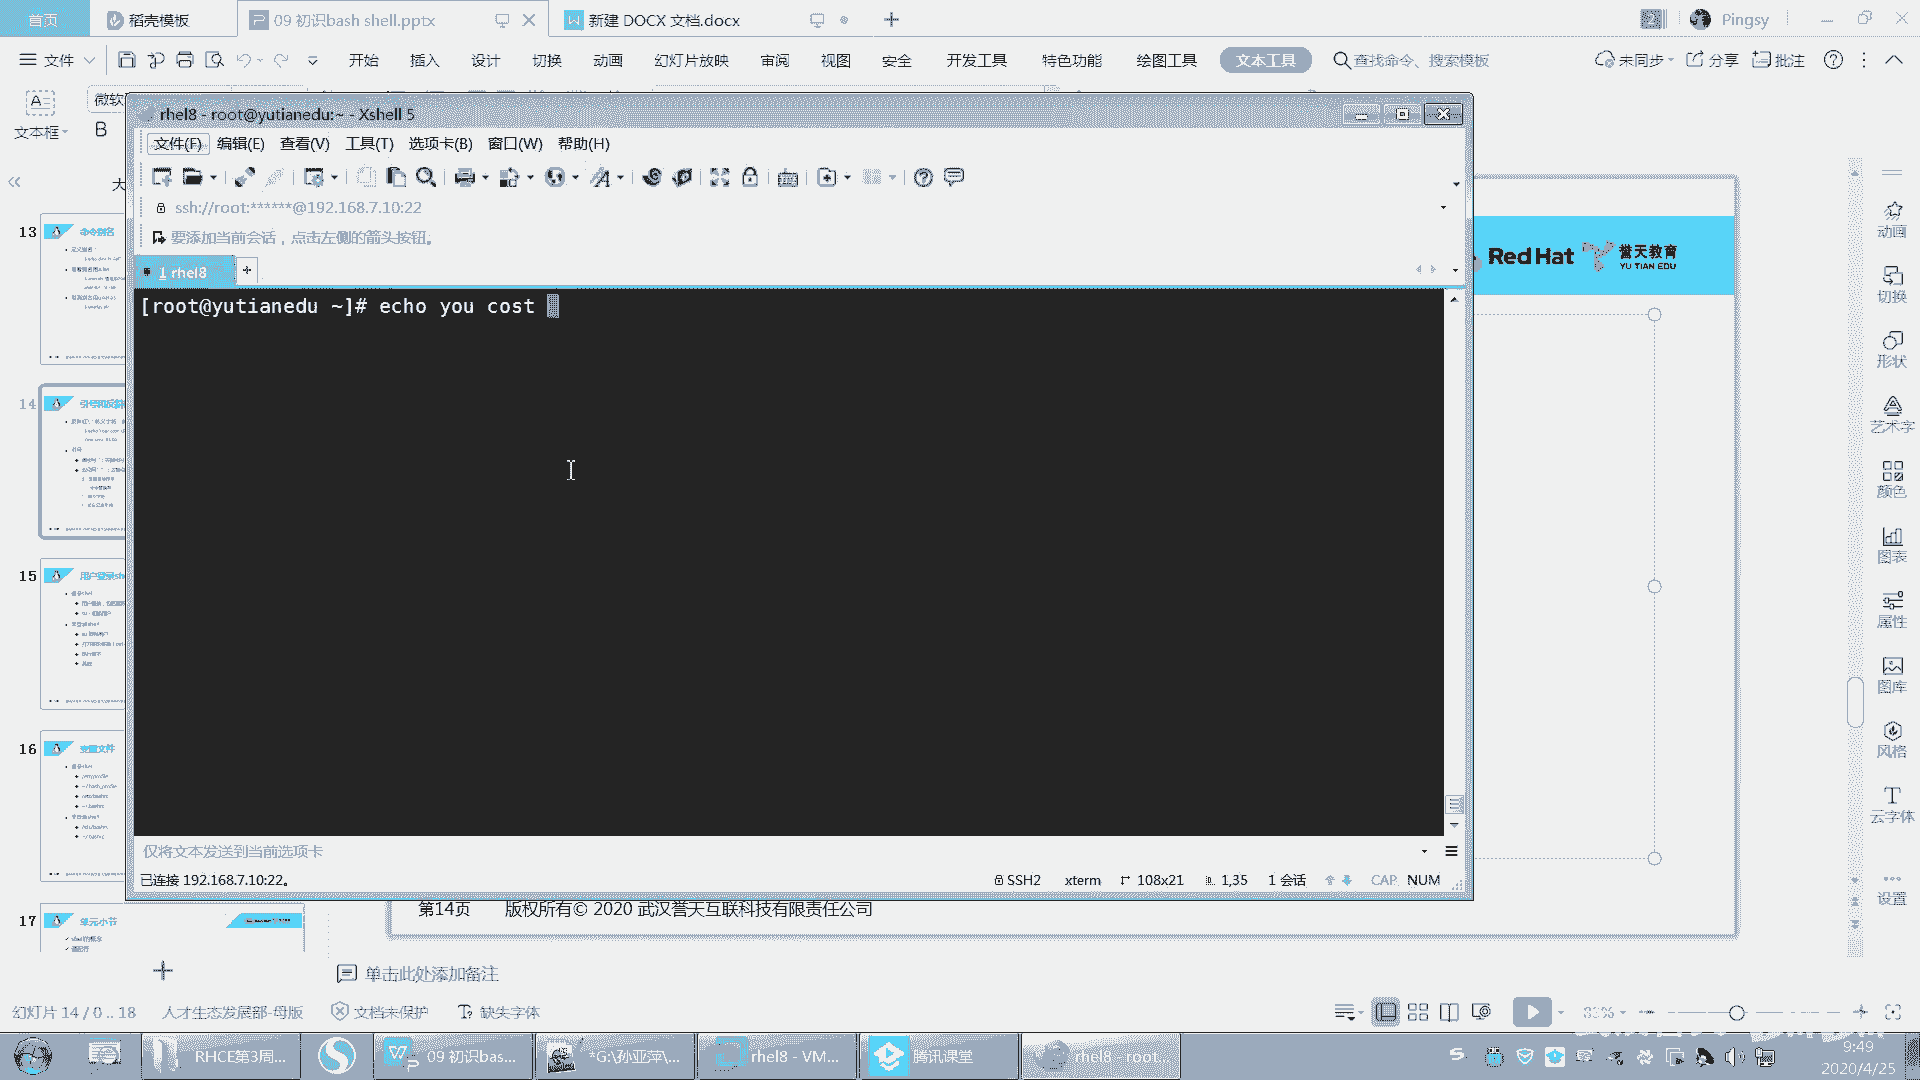 首页 稻壳模板 09 初识bash shell.pptx 新建 DOCX 文档.docx Pingsy
文件 开始 插入 设计 切换 动画 幻灯片放映 审阅 视图 安全 开发工具 特色功能 绘图工具 文本工具 查找命令、搜索模板 未同步 分享 批注
文本框 B
rhel8 - root@yutianedu:~ - Xshell 5
文件(F) 编辑(E) 查看(V) 工具(T) 选项卡(B) 窗口(W) 帮助(H)
ssh://root:******@192.168.7.10:22
要添加当前会话，点击左侧的箭头按钮。
1 rhel8
[root@yutianedu ~]# echo you cost
仅将文本发送到当前选项卡
已连接 192.168.7.10:22。 SSH2 xterm 108x21 1,35 1 会话 CAP NUM
Red Hat 誉天教育
YU TIAN EDU
动画
切换
形状
艺术字
颜色
图表
属性
图库
风格
云字体
设置
13 命令别名
14
15
16 变量文件
17 单元小节
第14页 版权所有© 2020 武汉誉天互联科技有限责任公司
单击此处添加备注
幻灯片 14 / 0 .. 18 人才生态发展部-母版 文档未保护 缺失字体
RHCE第3周... 09 初识bas... *G:\孙亚萍\... rhel8 - VM... 腾讯课堂 rhel8 - root...
9:49
2020/4/25